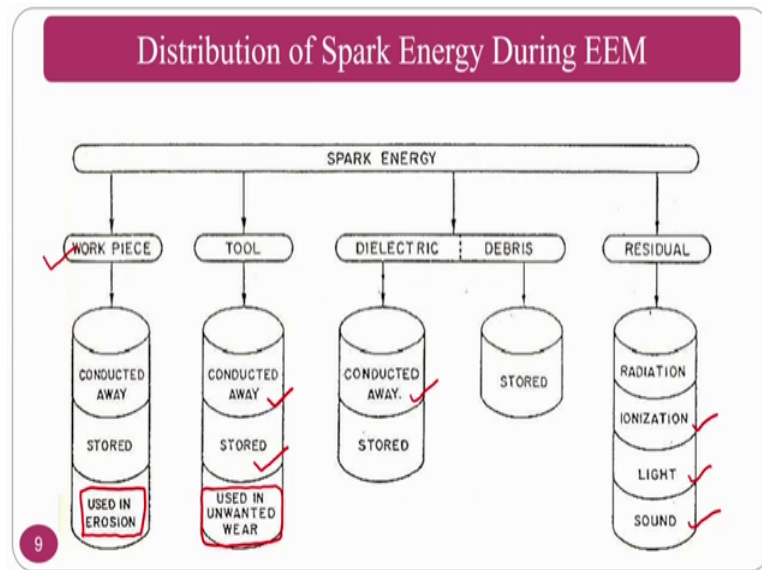 Distribution of Spark Energy During EEM
SPARK ENERGY
WORK PIECE
TOOL
DIELECTRIC
DEBRIS
RESIDUAL
CONDUCTED
AWAY
STORED
USED IN
EROSION
CONDUCTED
AWAY
STORED
USED IN
UNWANTED
WEAR
CONDUCTED
AWAY.
STORED
STORED
RADIATION
IONIZATION
LIGHT
SOUND
9